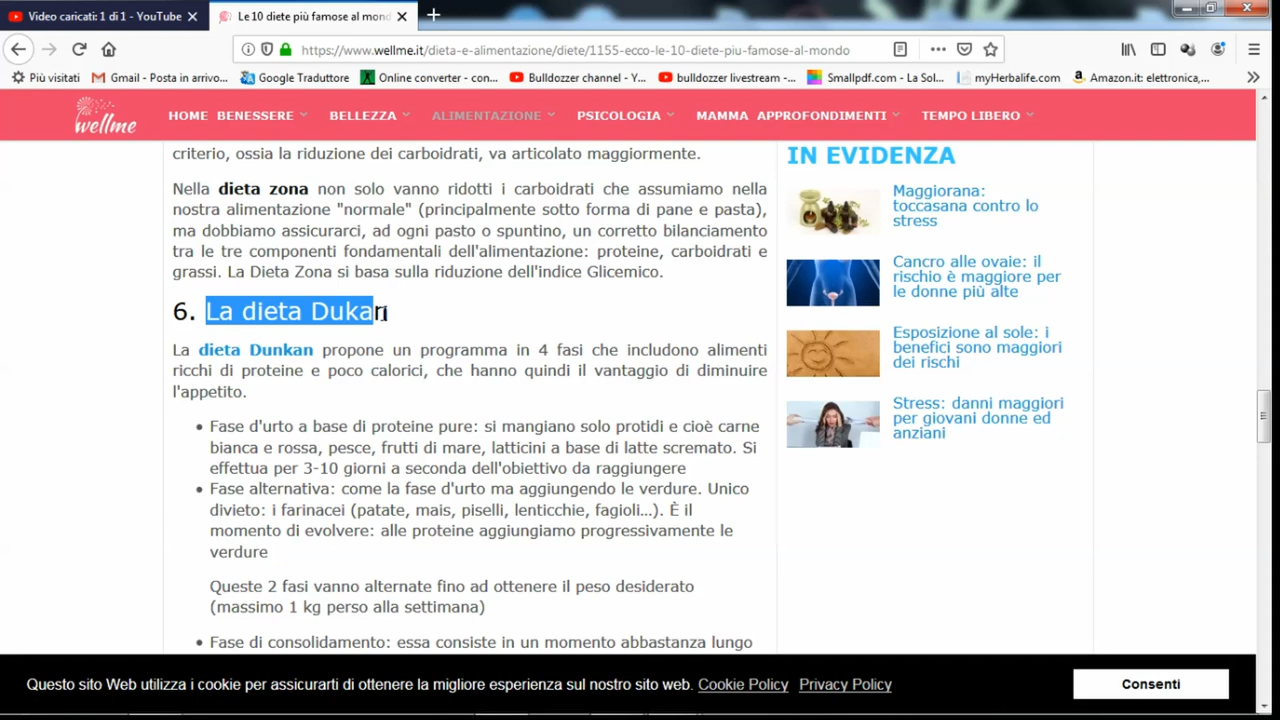 Video caricati: 1 di 1 - YouTube
Le 10 diete più famose al mond
https://www.wellme.it/dieta-e-alimentazione/diete/1155-ecco-le-10-diete-piu-famose-al-mondo
Più visitati
Gmail - Posta in arrivo...
Google Traduttore
Online converter - con...
Bulldozzer channel - Y...
bulldozzer livestream -...
Smallpdf.com - La Sol...
myHerbalife.com
Amazon.it: elettronica,...
wellme
HOME
BENESSERE
BELLEZZA
ALIMENTAZIONE
PSICOLOGIA
MAMMA
APPROFONDIMENTI
TEMPO LIBERO
criterio, ossia la riduzione dei carboidrati, va articolato maggiormente.
Nella dieta zona non solo vanno ridotti i carboidrati che assumiamo nella
nostra alimentazione "normale" (principalmente sotto forma di pane e pasta),
ma dobbiamo assicurarci, ad ogni pasto o spuntino, un corretto bilanciamento
tra le tre componenti fondamentali dell'alimentazione: proteine, carboidrati e
grassi. La Dieta Zona si basa sulla riduzione dell'indice Glicemico.
6. La dieta Dukan
La dieta Dunkan propone un programma in 4 fasi che includono alimenti
ricchi di proteine e poco calorici, che hanno quindi il vantaggio di diminuire
l'appetito.
• Fase d'urto a base di proteine pure: si mangiano solo protidi e cioè carne
bianca e rossa, pesce, frutti di mare, latticini a base di latte scremato. Si
effettua per 3-10 giorni a seconda dell'obiettivo da raggiungere
• Fase alternativa: come la fase d'urto ma aggiungendo le verdure. Unico
divieto: i farinacei (patate, mais, piselli, lenticchie, fagioli...). È il
momento di evolvere: alle proteine aggiungiamo progressivamente le
verdure
Queste 2 fasi vanno alternate fino ad ottenere il peso desiderato
(massimo 1 kg perso alla settimana)
• Fase di consolidamento: essa consiste in un momento abbastanza lungo
IN EVIDENZA
Maggiorana:
toccasana contro lo
stress
Cancro alle ovaie: il
rischio è maggiore per
le donne più alte
Esposizione al sole: i
benefici sono maggiori
dei rischi
Stress: danni maggiori
per giovani donne ed
anziani
Questo sito Web utilizza i cookie per assicurarti di ottenere la migliore esperienza sul nostro sito web. Cookie Policy Privacy Policy
Consenti